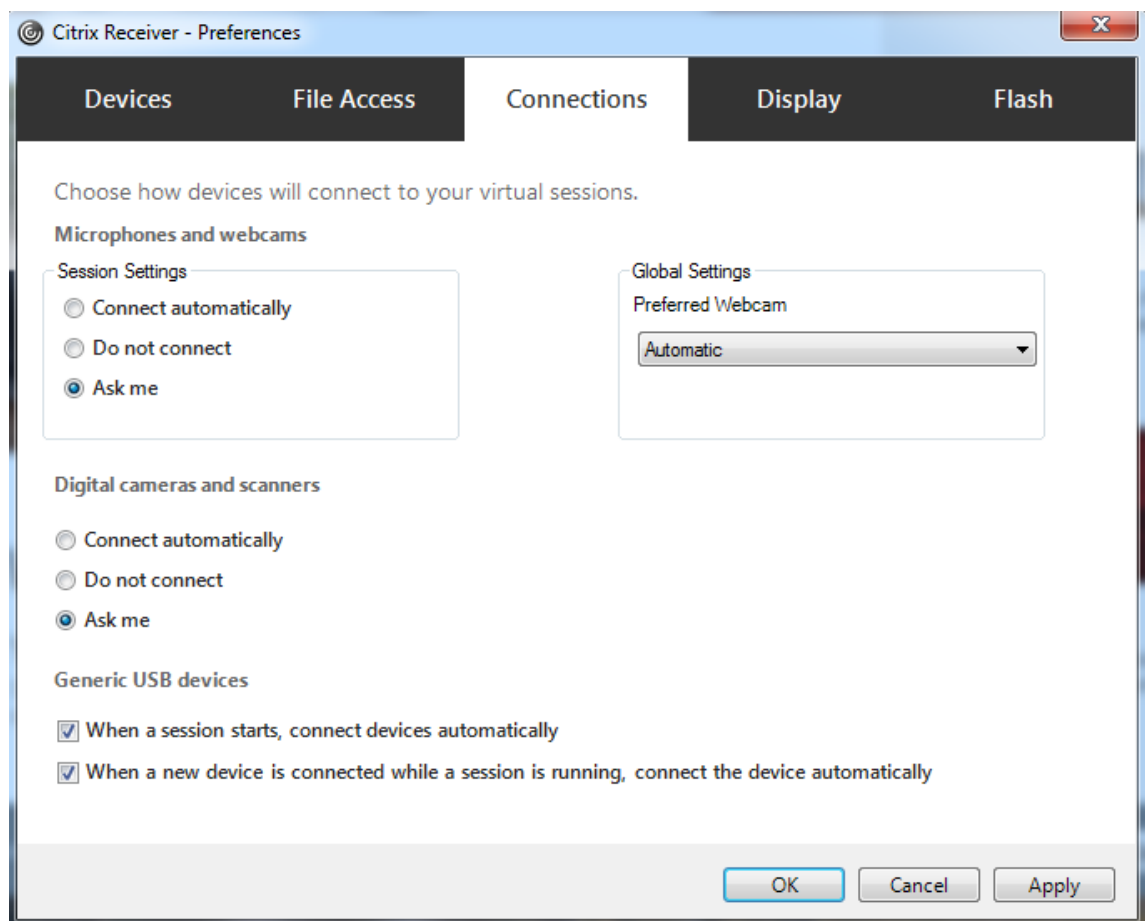 Citrix Receiver - Preferences
Devices File Access Connections Display Flash
Choose how devices will connect to your virtual sessions.
Microphones and webcams
Session Settings
Connect automatically
Do not connect
Ask me
Global Settings
Preferred Webcam
Automatic
Digital cameras and scanners
Connect automatically
Do not connect
Ask me
Generic USB devices
When a session starts, connect devices automatically
When a new device is connected while a session is running, connect the device automatically
OK Cancel Apply